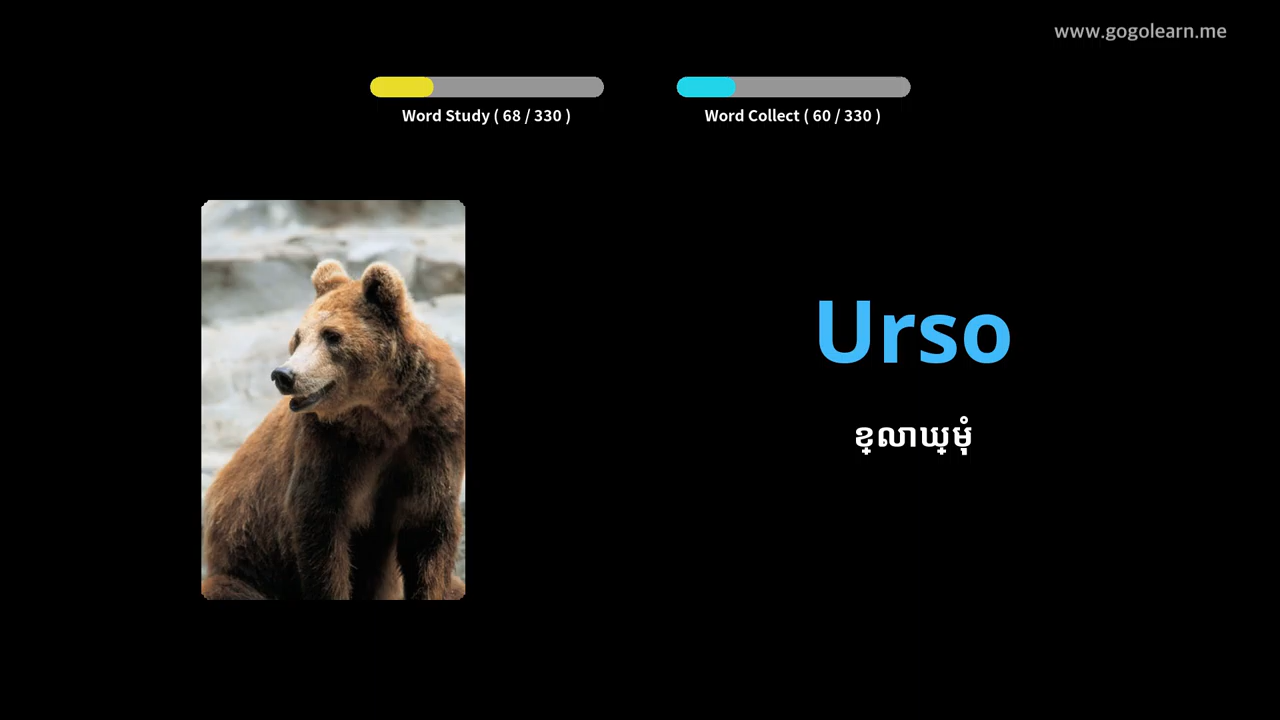 www.gogolearn.me
Word Study ( 68 / 330 )
Word Collect ( 60 / 330 )
Urso
ខ្លាឃ្មុំ